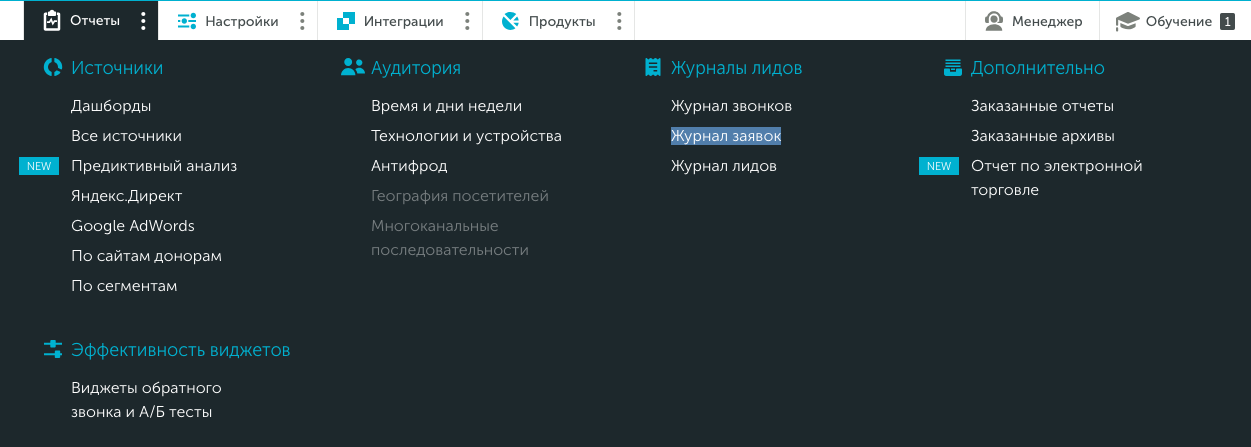 Отчеты
Настройки
Интеграции
Продукты
Менеджер
Обучение 1
Источники
Дашборды
Все источники
NEW Предиктивный анализ
Яндекс.Директ
Google AdWords
По сайтам донорам
По сегментам
Эффективность виджетов
Виджеты обратного
звонка и А/Б тесты
Аудитория
Время и дни недели
Технологии и устройства
Антифрод
География посетителей
Многоканальные
последовательности
Журналы лидов
Журнал звонков
Журнал заявок
Журнал лидов
Дополнительно
Заказанные отчеты
Заказанные архивы
NEW Отчет по электронной
торговле